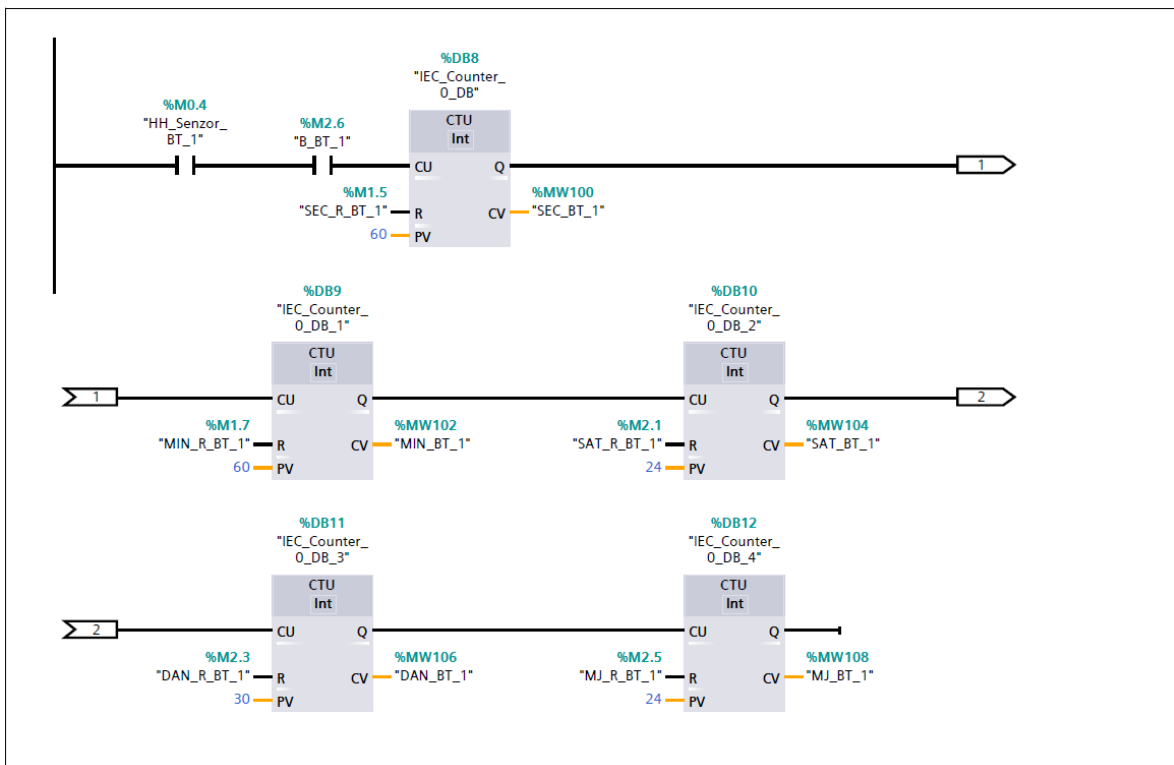 %DB8
"IEC_Counter_
0_DB"
%M0.4
"HH_Senzor_
BT_1"
%M2.6
"B_BT_1"
CTU
Int
CU Q
1
%M1.5
"SEC_R_BT_1" R
%MW100
CV "SEC_BT_1"
60 PV
%DB9
"IEC_Counter_
0_DB_1"
%DB10
"IEC_Counter_
0_DB_2"
CTU
Int
CTU
Int
1 CU Q CU Q 2
%M1.7 %MW102 %M2.1 %MW104
"MIN_R_BT_1" R CV "MIN_BT_1" "SAT_R_BT_1" R CV "SAT_BT_1"
60 PV 24 PV
%DB11
"IEC_Counter_
0_DB_3"
%DB12
"IEC_Counter_
0_DB_4"
CTU
Int
CTU
Int
2 CU Q CU Q
%M2.3 %MW106 %M2.5 %MW108
"DAN_R_BT_1" R CV "DAN_BT_1" "MJ_R_BT_1" R CV "MJ_BT_1"
30 PV 24 PV